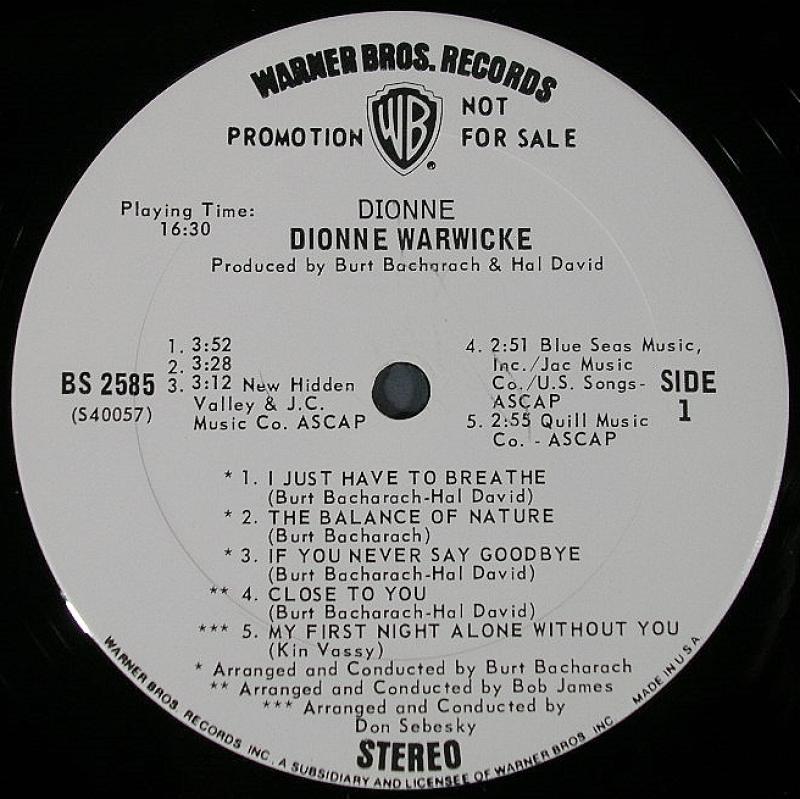 WARNER BROS. RECORDS
PROMOTION
WB
NOT
FOR SALE
Playing Time:
16:30
DIONNE
DIONNE WARWICKE
Produced by Burt Bacharach & Hal David
BS 2585
(S40057)
1. 3:52
2. 3:28
3. 3:12 New Hidden
Valley & J.C.
Music Co. ASCAP
4. 2:51 Blue Seas Music,
Inc./Jac Music
Co./U.S. Songs-
ASCAP
5. 2:55 Quill Music
Co. - ASCAP
SIDE
1
* 1. I JUST HAVE TO BREATHE
(Burt Bacharach-Hal David)
* 2. THE BALANCE OF NATURE
(Burt Bacharach)
* 3. IF YOU NEVER SAY GOODBYE
(Burt Bacharach-Hal David)
** 4. CLOSE TO YOU
(Burt Bacharach-Hal David)
*** 5. MY FIRST NIGHT ALONE WITHOUT YOU
(Kin Vassy)
* Arranged and Conducted by Burt Bacharach
** Arranged and Conducted by Bob James
*** Arranged and Conducted by
Don Sebesky
STEREO
WARNER BROS. RECORDS INC., A SUBSIDIARY AND LICENSEE OF WARNER BROS. INC. MADE IN U.S.A.